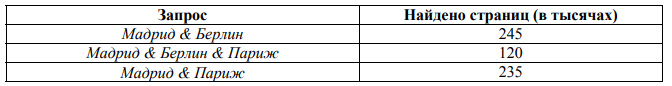 Запрос Найдено страниц (в тысячах)
Мадрид & Берлин 245
Мадрид & Берлин & Париж 120
Мадрид & Париж 235